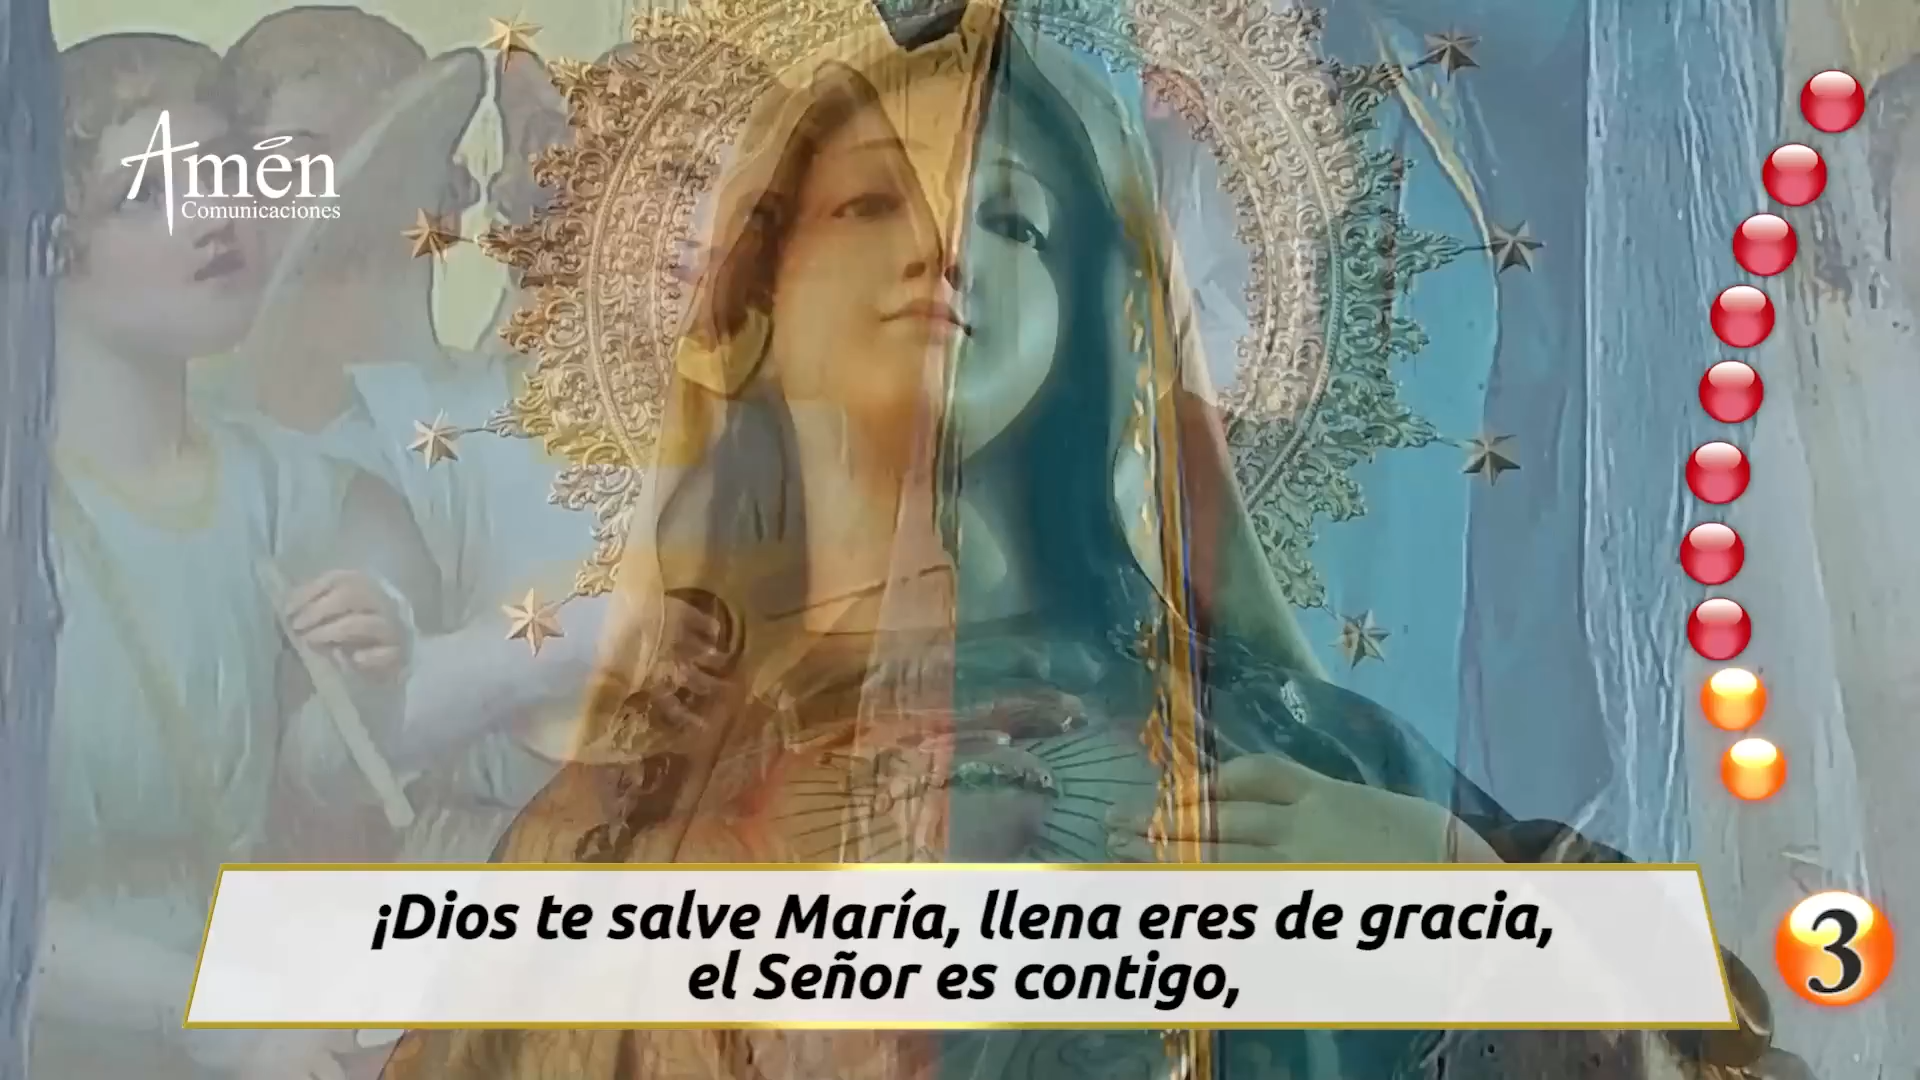 Amén
Comunicaciones
¡Dios te salve María, llena eres de gracia,
el Señor es contigo,
3